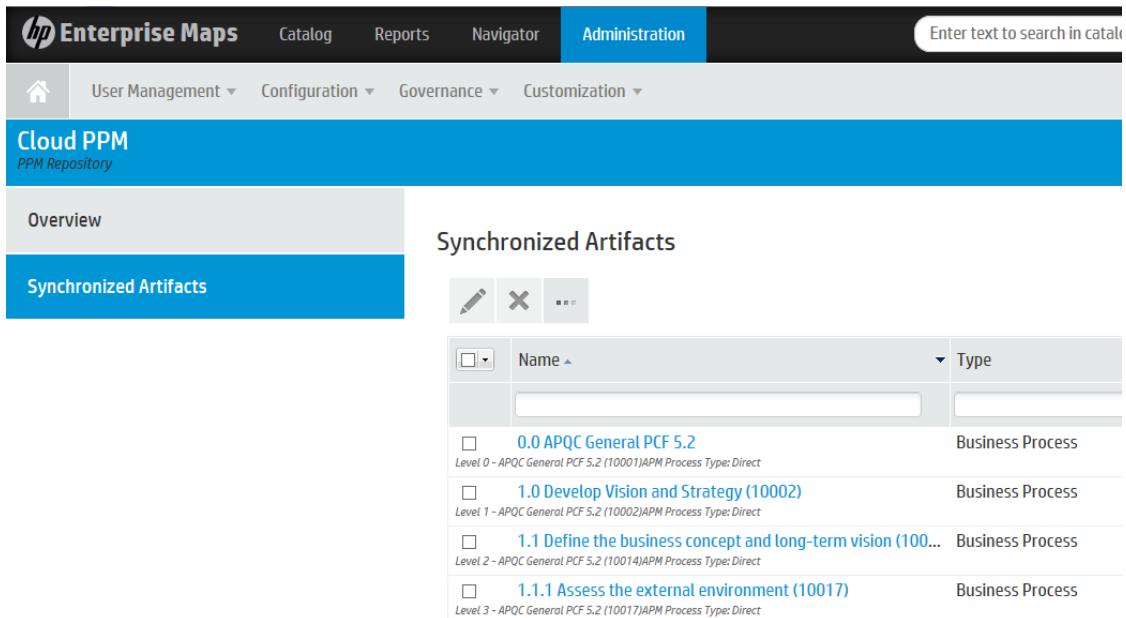 hp Enterprise Maps Catalog Reports Navigator Administration Enter text to search in catal
User Management Configuration Governance Customization
Cloud PPM
PPM Repository
Overview
Synchronized Artifacts
Synchronized Artifacts
Name Type
0.0 APQC General PCF 5.2 Business Process
Level 0 - APQC General PCF 5.2 (10001)APM Process Type: Direct
1.0 Develop Vision and Strategy (10002) Business Process
Level 1 - APQC General PCF 5.2 (10002)APM Process Type: Direct
1.1 Define the business concept and long-term vision (100... Business Process
Level 2 - APQC General PCF 5.2 (10014)APM Process Type: Direct
1.1.1 Assess the external environment (10017) Business Process
Level 3 - APQC General PCF 5.2 (10017)APM Process Type: Direct